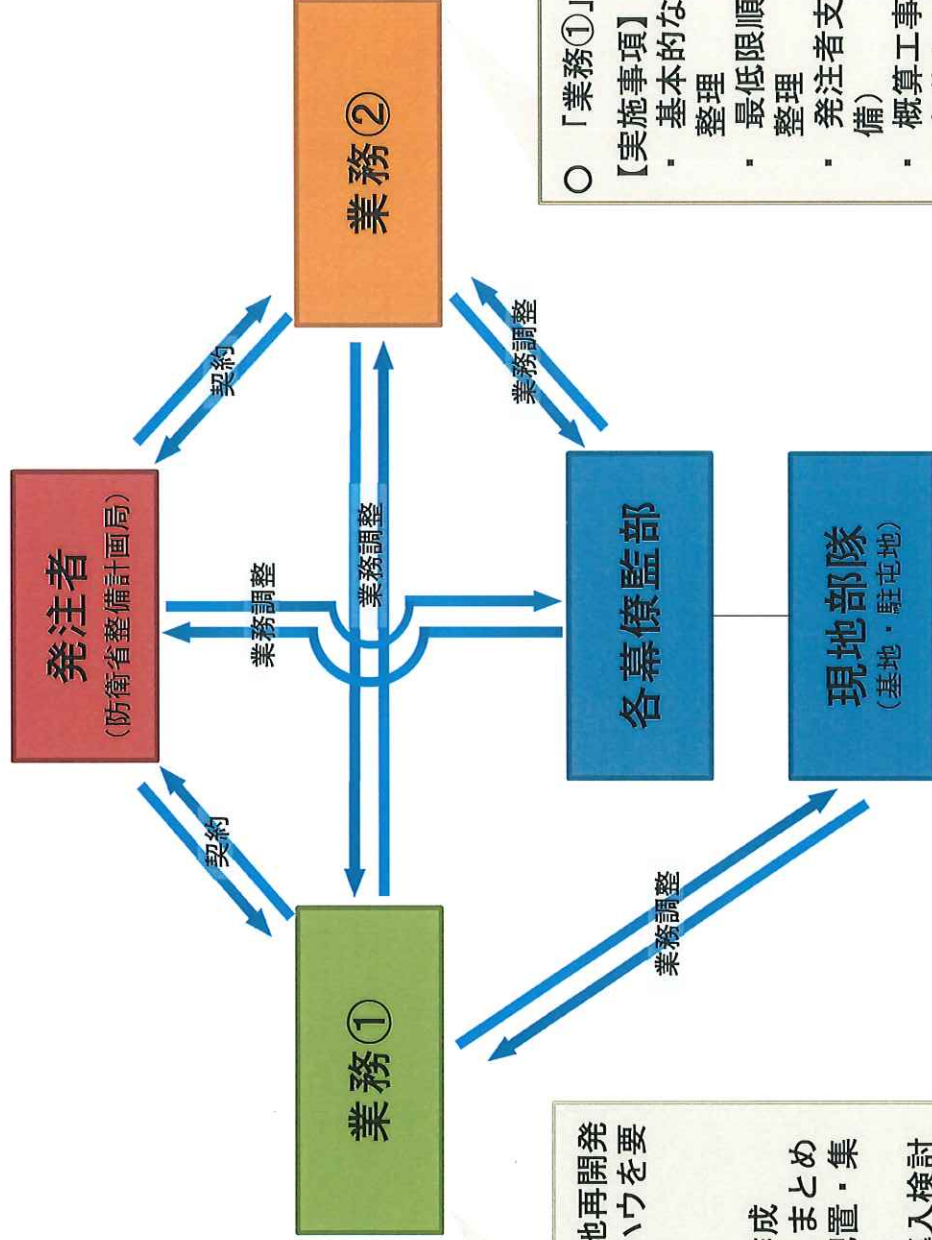 発注者
（防衛省整備計画局）
契約
契約
業務調整
業務①
業務調整
業務②
業務調整
業務調整
各幕僚監部
現地部隊
（基地・駐屯地）
地再開発
ハウを要
成
まとめ
置・集
入検討
○ 「業務①」
【実施事項】
・ 基本的な
整理
・ 最低限順
整理
・ 発注者支
備）
・ 概算工事